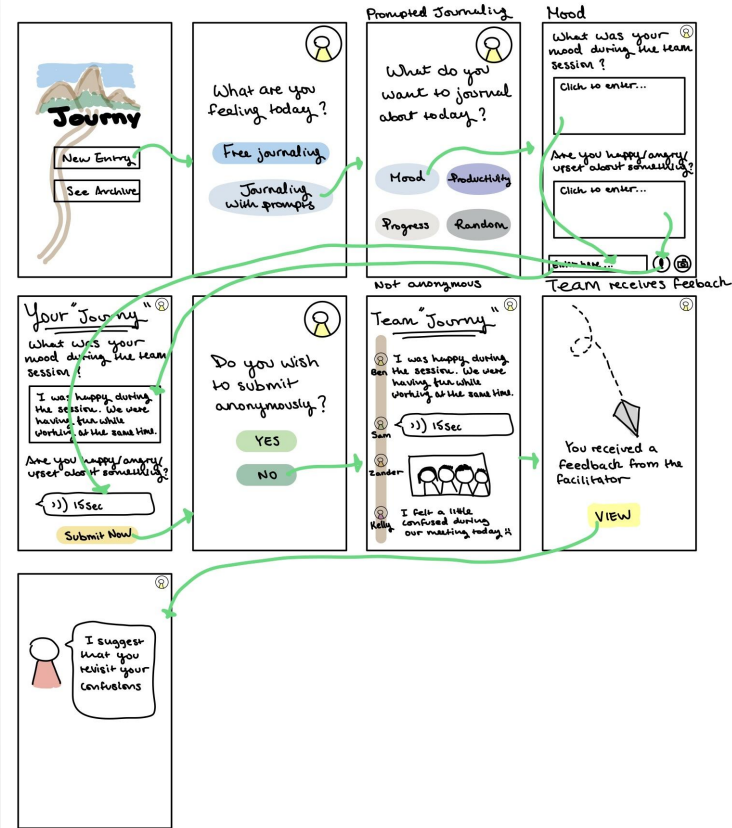 Journy
New Entry
See Archive
What are you
feeling today?
Free journaling
Journaling
with prompts
Prompted Journaling
What do you
want to journal
about today?
Mood
Productivity
Progress
Random
Mood
What was your
mood during the team
session?
Click to enter...
Are you happy/angry/
upset about something?
Click to enter...
here...
Your "Journy"
What was your
mood during the team
session?
I was happy during
the session. We were
having fun while
working at the same time.
Are you happy/angry/
upset about something?
15sec
Submit Now
Do you wish
to submit
anonymously?
YES
NO
Not anonymous
Team "Journy"
Ben
I was happy during
the session. We were
having fun while
working at the same time.
Sam
15sec
Zander
Kelly
I felt a little
confused during
our meeting today
Team receives feeback
You received a
feedback from the
facilitator
VIEW
I suggest
that you
revisit your
confusions